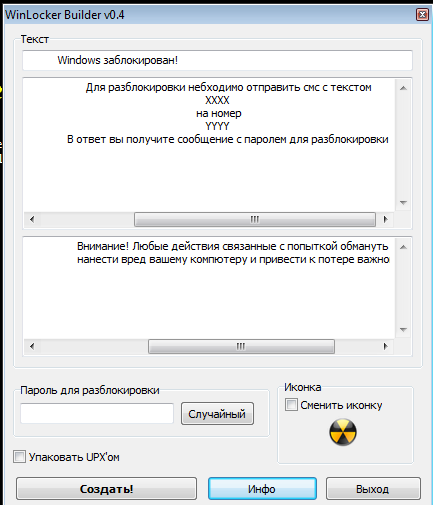 WinLocker Builder v0.4
Текст
Windows заблокирован!
Для разблокировки небходимо отправить смс с текстом
XXXX
на номер
YYYY
В ответ вы получите сообщение с паролем для разблокировки
Внимание! Любые действия связанные с попыткой обмануть
нанести вред вашему компютеру и привести к потере важно
Пароль для разблокировки
Случайный
Иконка
Сменить иконку
Упаковать UPX'ом
Создать!
Инфо
Выход